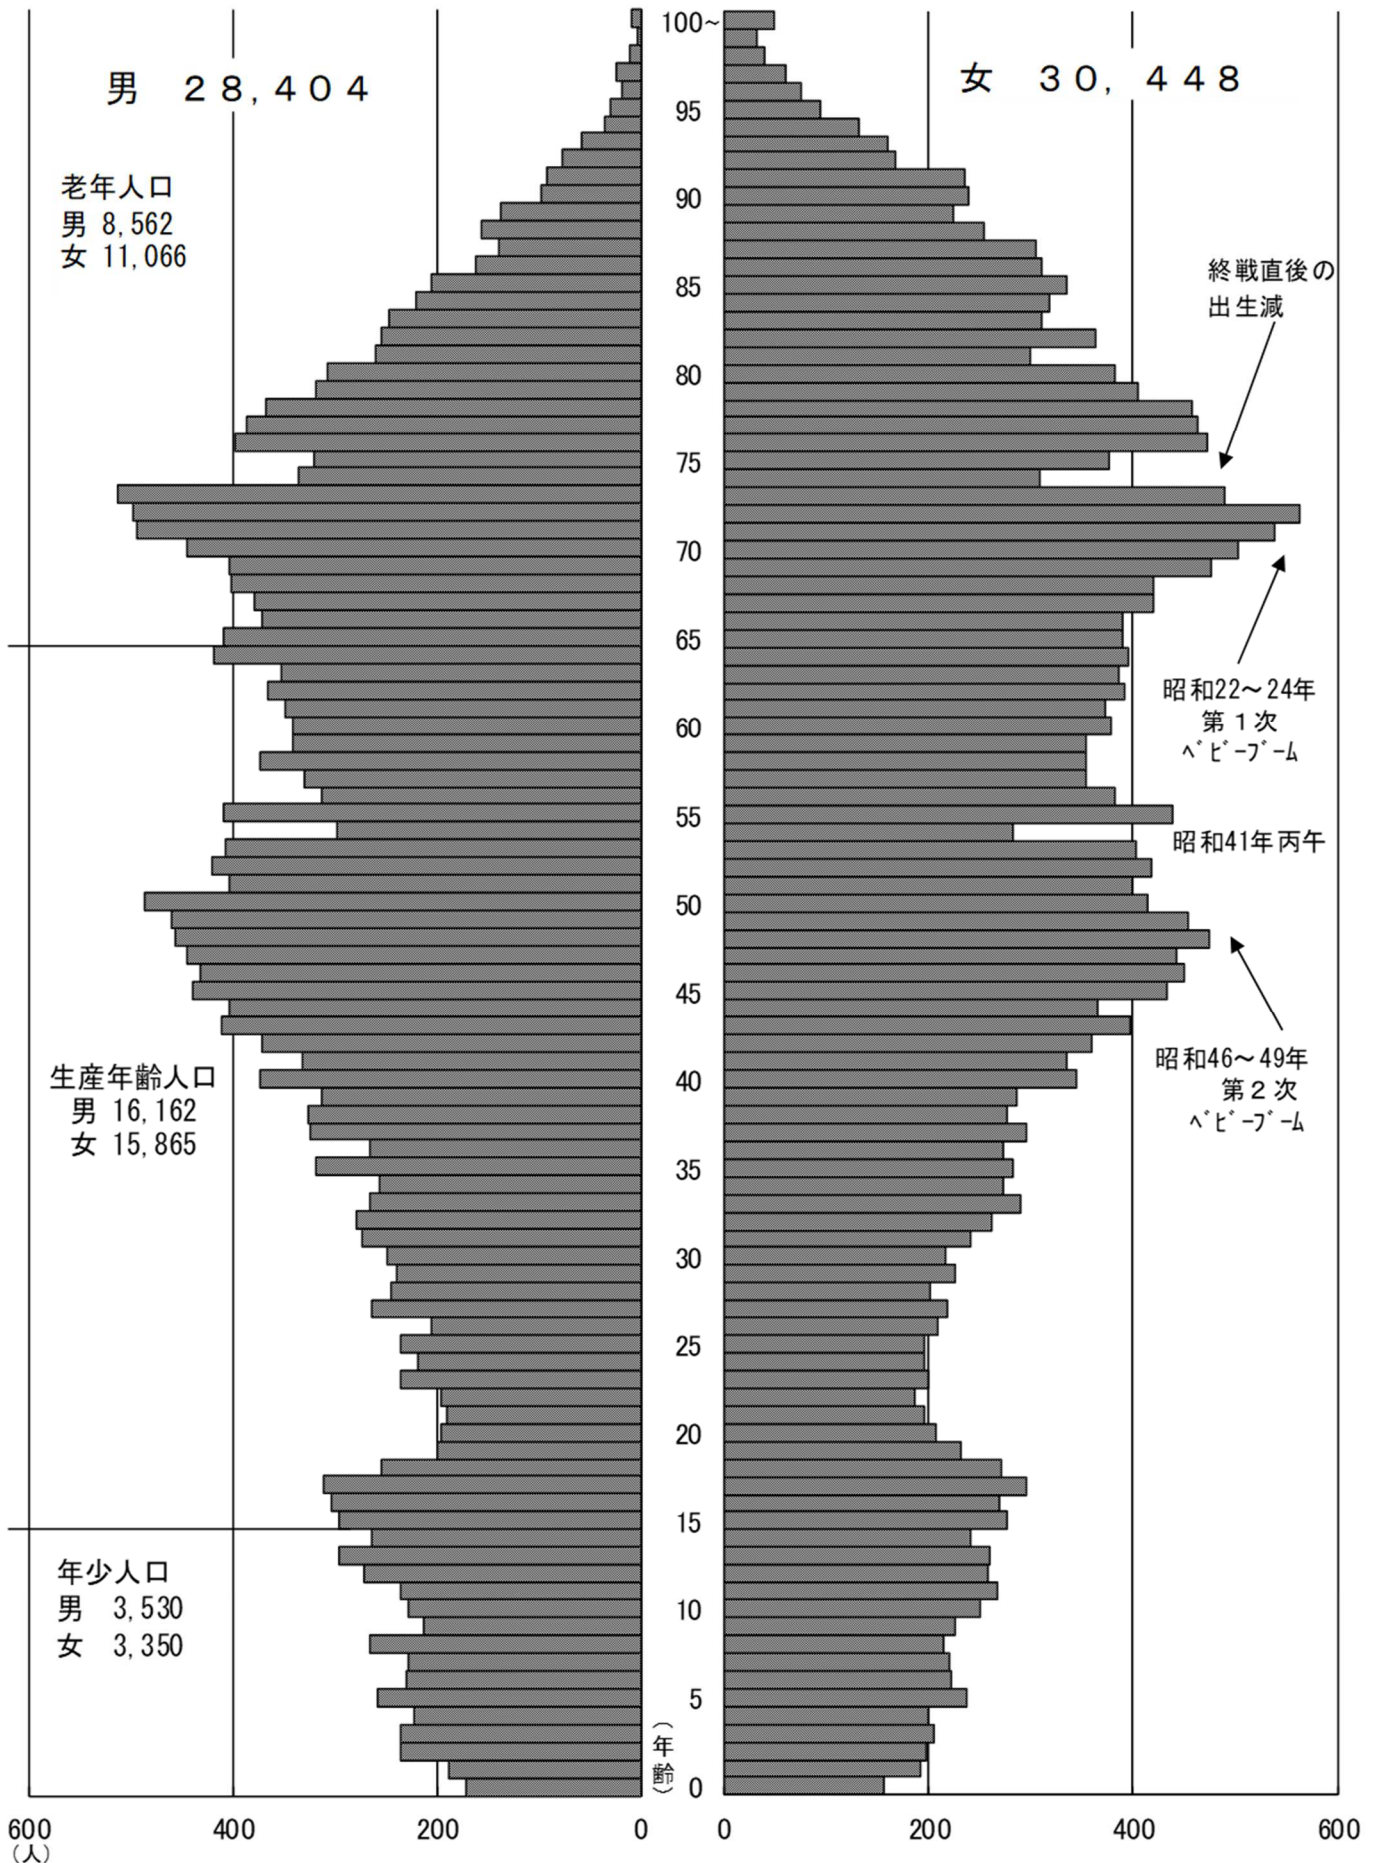 男 ２８,４０４
女 ３０,４４８
老年人口
男 8,562
女 11,066
生産年齢人口
男 16,162
女 15,865
年少人口
男 3,530
女 3,350
100~
95
90
85
80
75
70
65
60
55
50
45
40
35
30
25
20
15
10
5
0
（年齢）
終戦直後の
出生減
昭和22～24年
第１次
ﾍﾞﾋﾞｰﾌﾞｰﾑ
昭和41年丙午
昭和46～49年
第２次
ﾍﾞﾋﾞｰﾌﾞｰﾑ
600 400 200 0 0 200 400 600
（人）